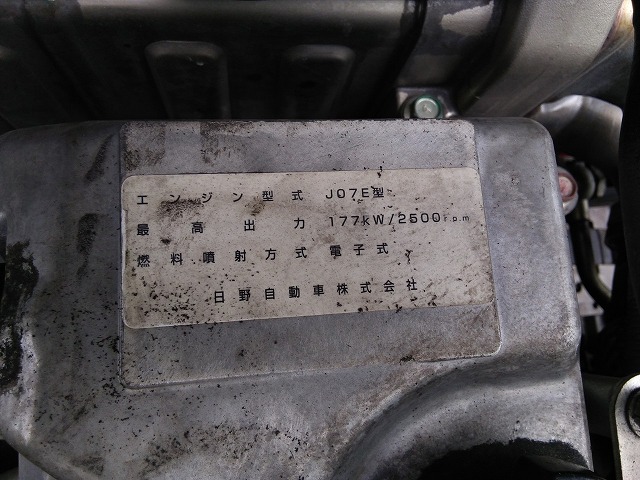 エンジン型式 J07E型
最高出力 177kW/2500rpm
燃料噴射方式 電子式
日野自動車株式会社